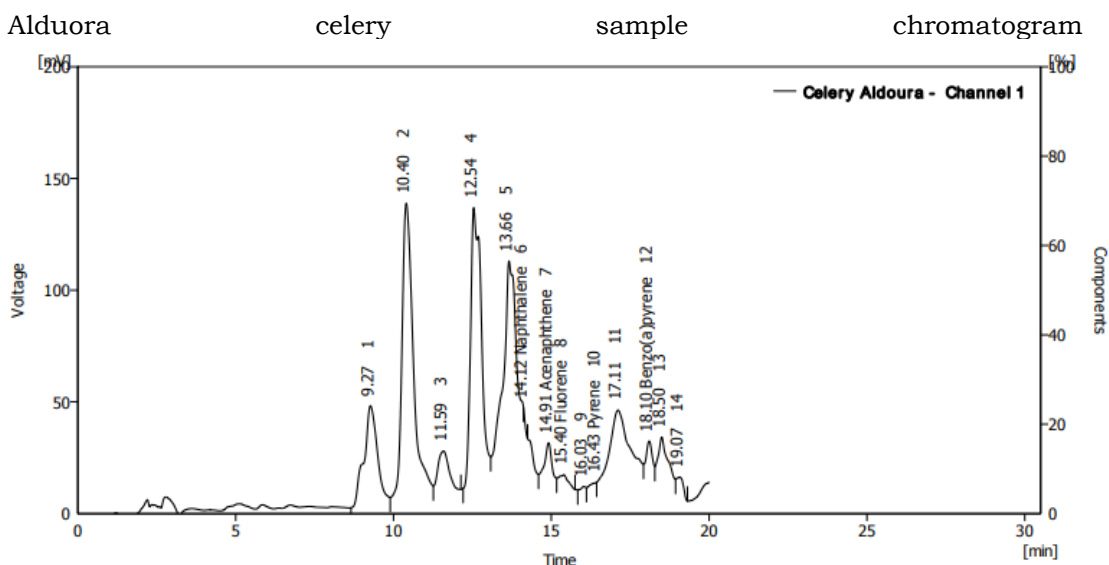 Alduora celery sample chromatogram
[mV]
[%]
200
150
100
50
0
100
80
60
40
20
0
Voltage
Components
Celery Aldoura - Channel 1
9.27 1
10.40 2
11.59 3
12.54 4
13.66 5
14.12 Naphthalene 6
14.91 Acenaphthene 7
15.40 Fluorene 8
16.03 9
16.43 Pyrene 10
17.11 11
18.10 Benzo(a)pyrene 12
18.50 13
19.07 14
0 5 10 15 20 25 30
Time
[min]